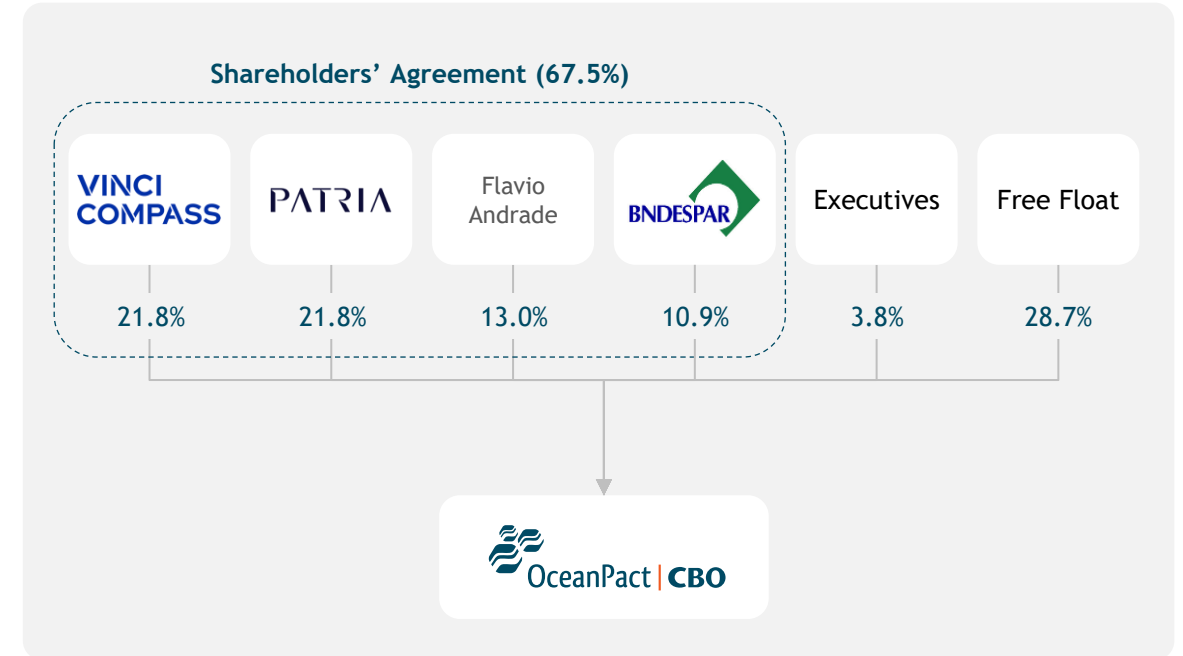 Shareholders’ Agreement (67.5%)
VINCI
COMPASS
PATRIA
Flavio
Andrade
BNDESPAR
Executives
Free Float
21.8%
21.8%
13.0%
10.9%
3.8%
28.7%
OceanPact | CBO